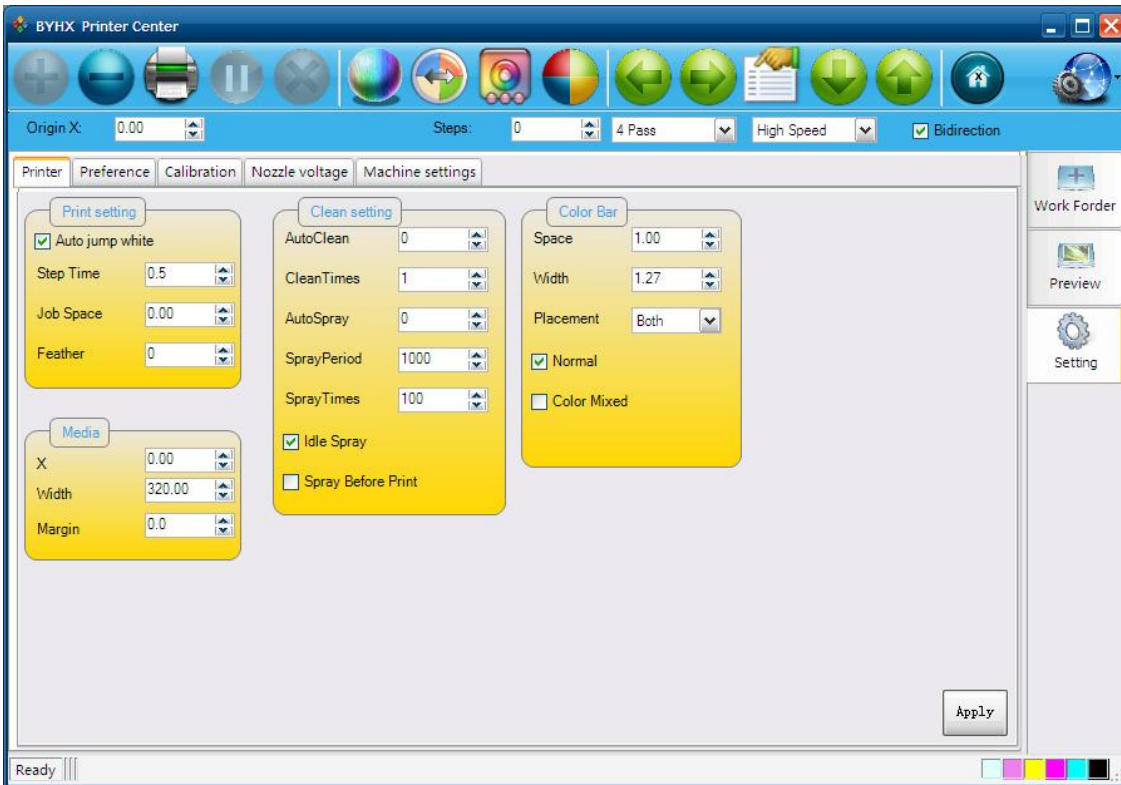 BYHX Printer Center
Origin X: 0.00 Steps: 0 4 Pass High Speed Bidirection
Printer Preference Calibration Nozzle voltage Machine settings
Print setting
Auto jump white
Step Time 0.5
Job Space 0.00
Feather 0
Media
X 0.00
Width 320.00
Margin 0.0
Clean setting
AutoClean 0
CleanTimes 1
AutoSpray 0
SprayPeriod 1000
SprayTimes 100
Idle Spray
Spray Before Print
Color Bar
Space 1.00
Width 1.27
Placement Both
Normal
Color Mixed
Work Forder
Preview
Setting
Apply
Ready